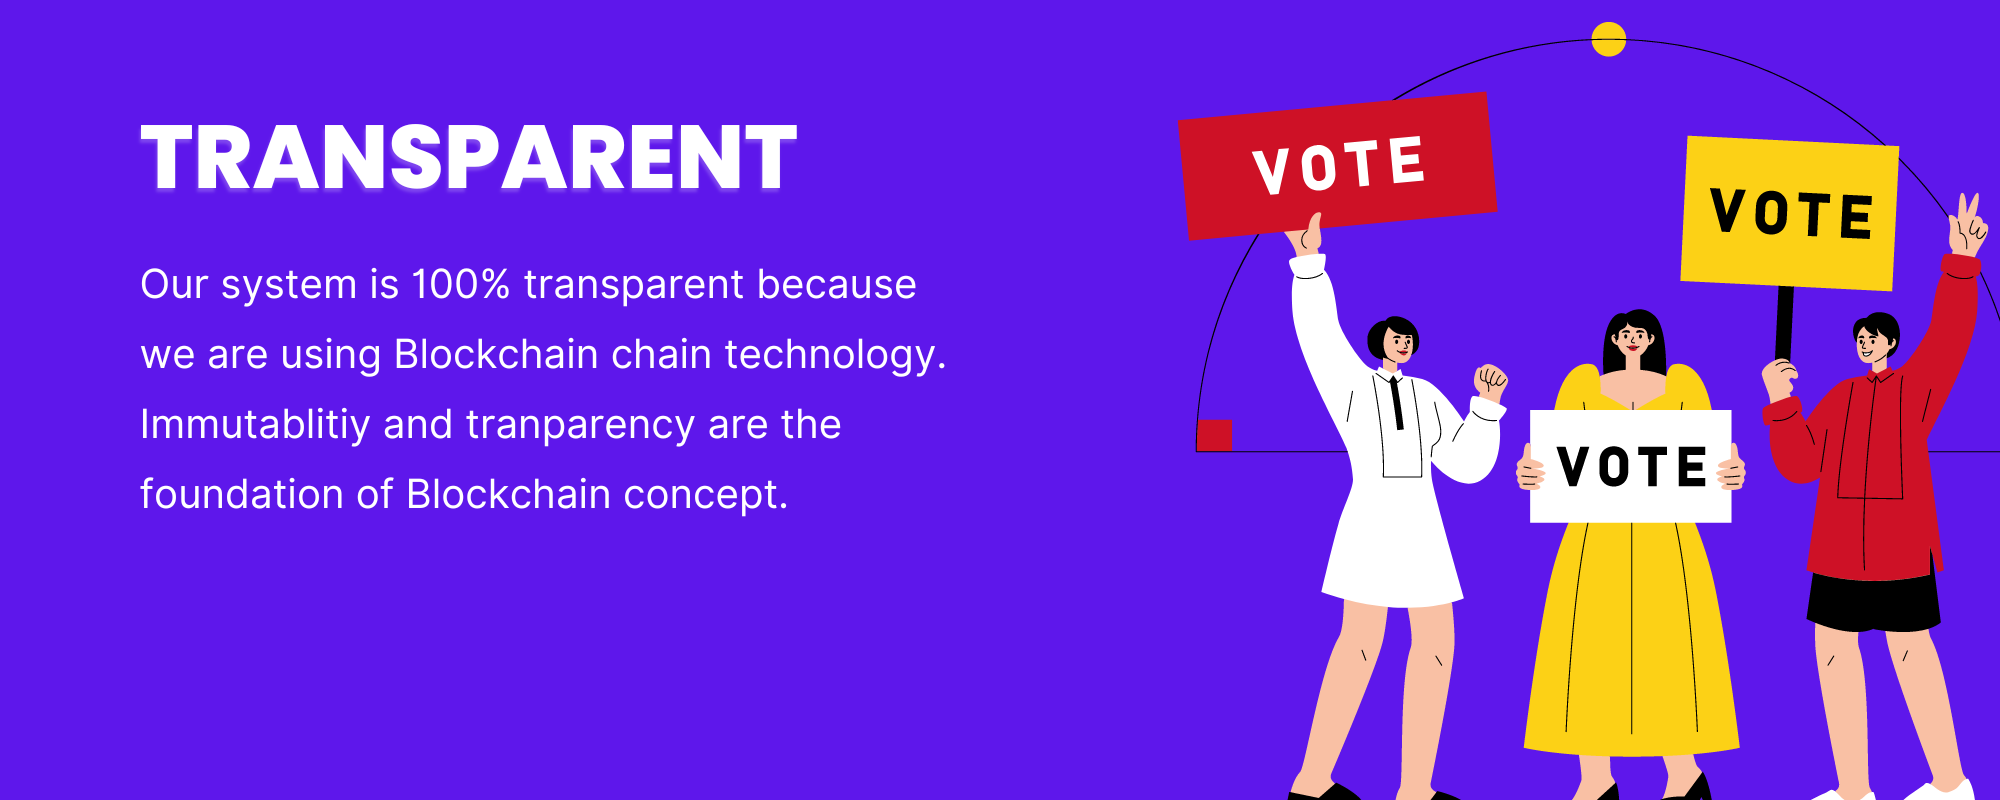 TRANSPARENT
Our system is 100% transparent because
we are using Blockchain chain technology.
Immutablitiy and tranparency are the
foundation of Blockchain concept.
VOTE
VOTE
VOTE